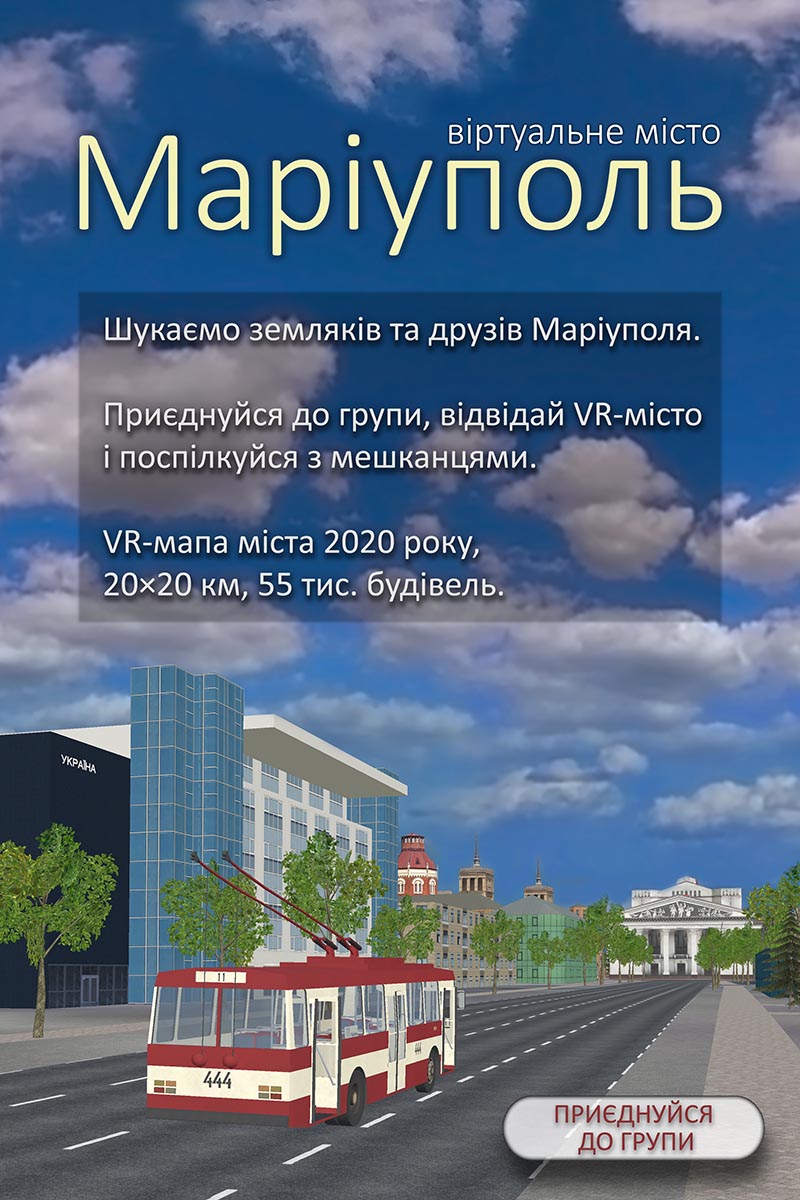 віртуальне місто
Маріуполь
Шукаємо земляків та друзів Маріуполя.
Приєднуйся до групи, відвідай VR-місто
і поспілкуйся з мешканцями.
VR-мапа міста 2020 року,
20×20 км, 55 тис. будівель.
УКРАЇНА
11
444
444
ПРИЄДНУЙСЯ
ДО ГРУПИ